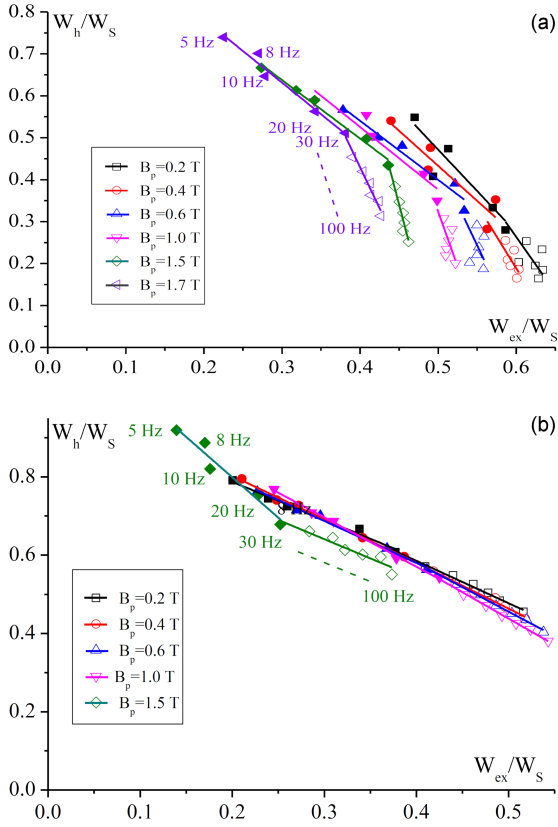 W_h/W_S
(a)
0.8
0.7
0.6
0.5
0.4
0.3
0.2
0.1
0.0
5 Hz
8 Hz
10 Hz
20 Hz
30 Hz
100 Hz
B_p=0.2 T
B_p=0.4 T
B_p=0.6 T
B_p=1.0 T
B_p=1.5 T
B_p=1.7 T
W_ex/W_S
0.0 0.1 0.2 0.3 0.4 0.5 0.6
W_h/W_S
(b)
0.8
0.6
0.4
0.2
0.0
5 Hz
8 Hz
10 Hz
20 Hz
30 Hz
100 Hz
B_p=0.2 T
B_p=0.4 T
B_p=0.6 T
B_p=1.0 T
B_p=1.5 T
W_ex/W_S
0.0 0.1 0.2 0.3 0.4 0.5